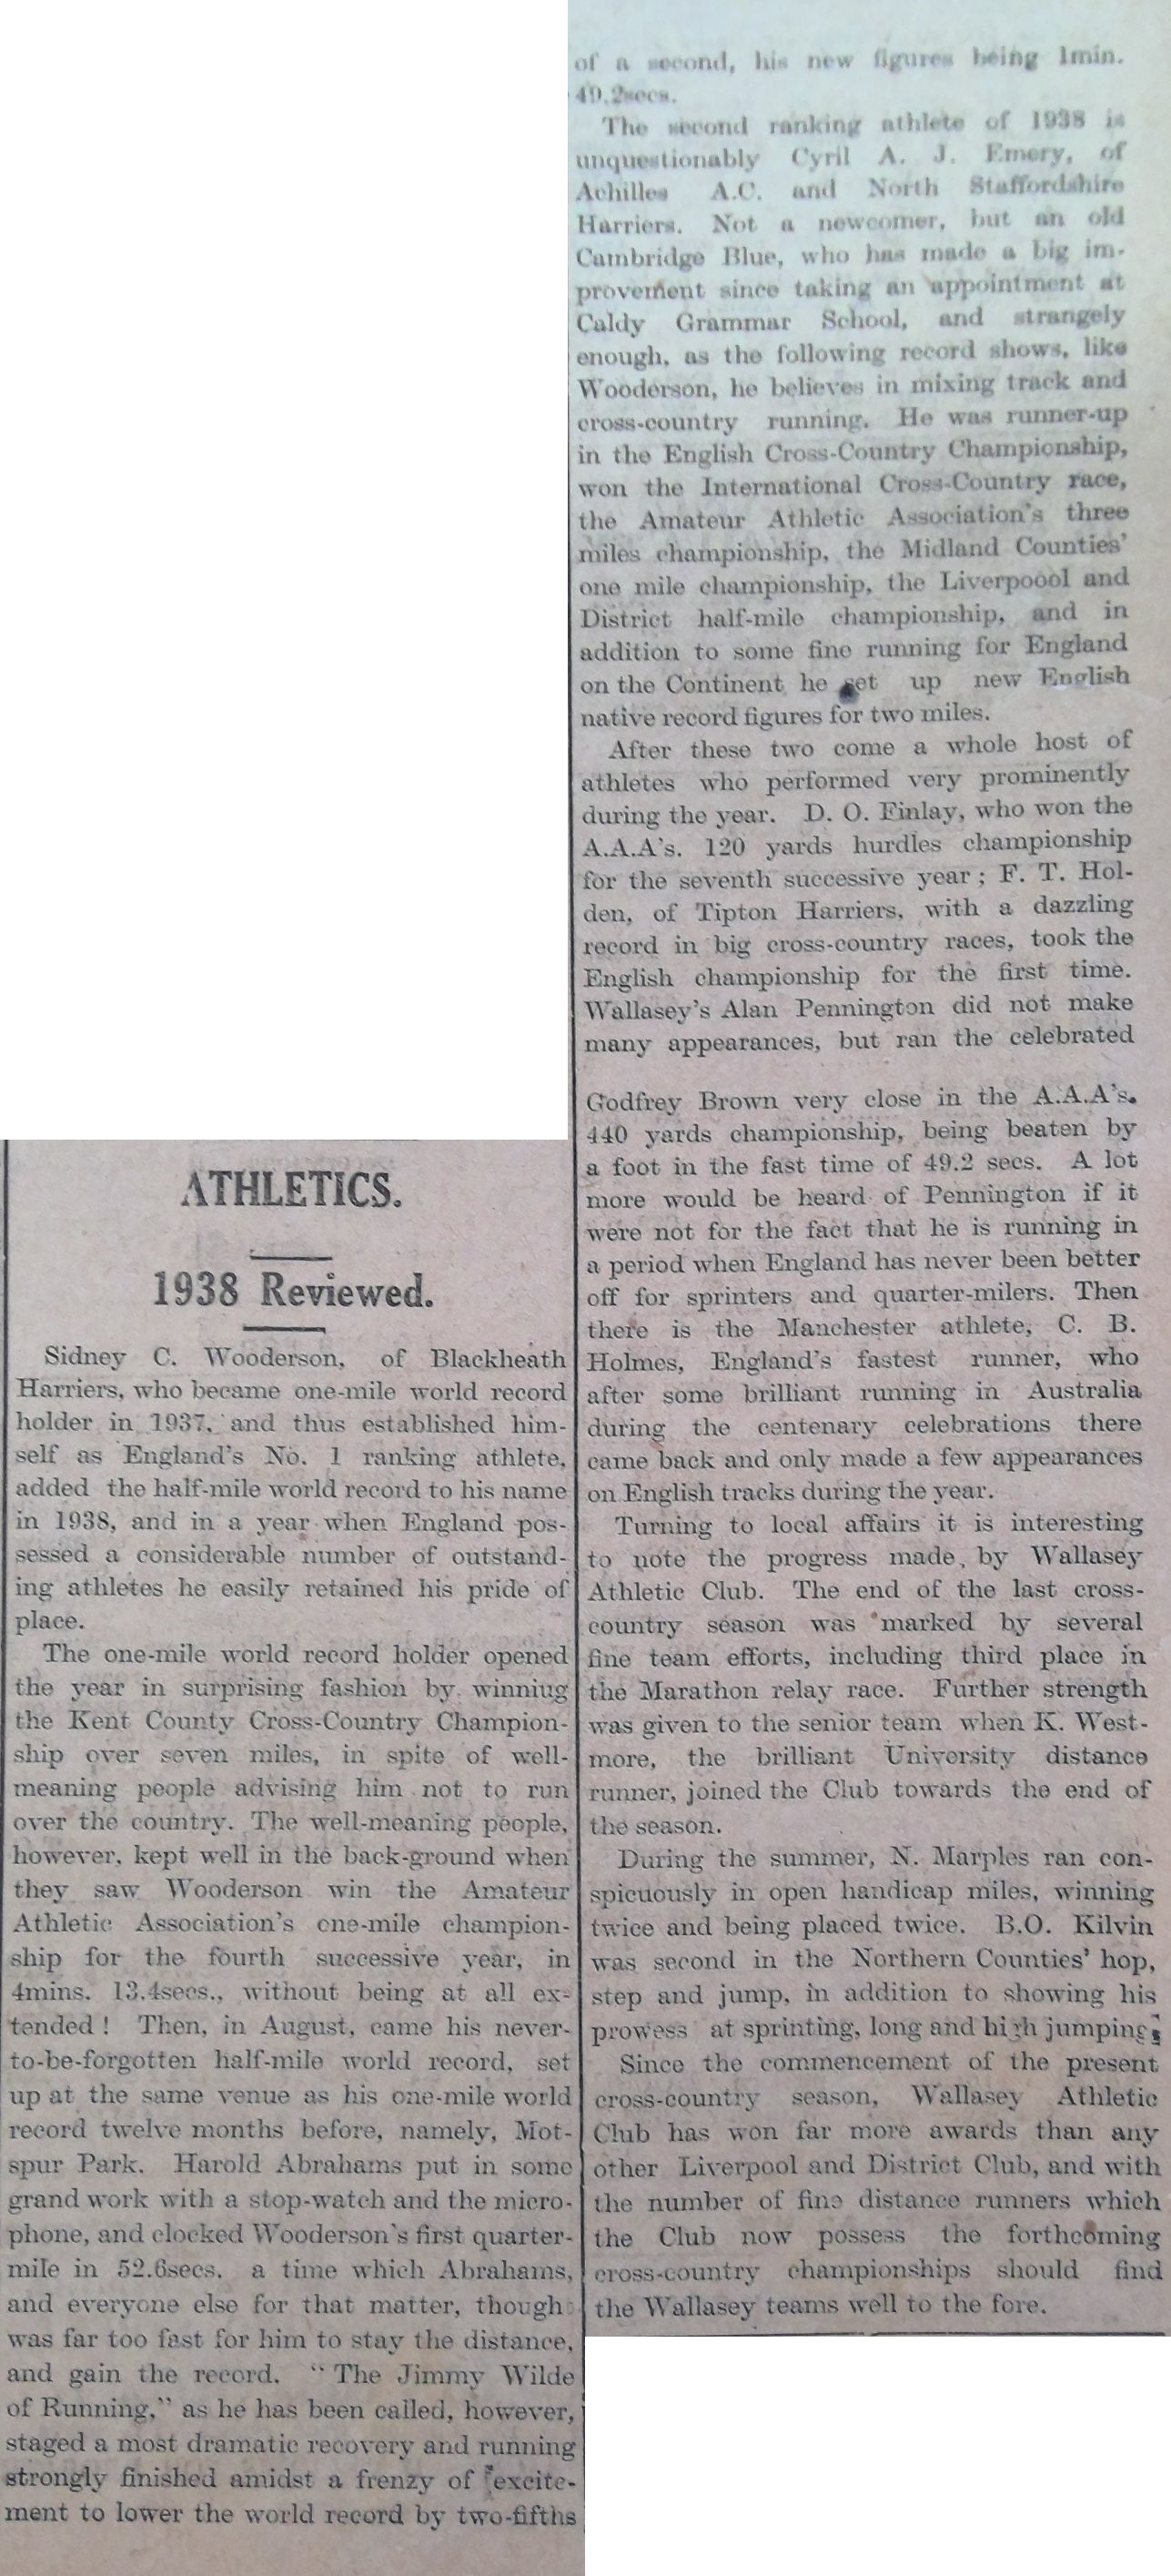 ATHLETICS.
1938 Reviewed.
Sidney C. Wooderson, of Blackheath
Harriers, who became one-mile world record
holder in 1937, and thus established him-
self as England's No. 1 ranking athlete,
added the half-mile world record to his name
in 1938, and in a year when England pos-
sessed a considerable number of outstand-
ing athletes he easily retained his pride of
place.
The one-mile world record holder opened
the year in surprising fashion by winniug
the Kent County Cross-Country Champion-
ship over seven miles, in spite of well-
meaning people advising him not to run
over the country. The well-meaning people,
however, kept well in the back-ground when
they saw Wooderson win the Amateur
Athletic Association's one-mile champion-
ship for the fourth successive year, in
4mins. 13.4secs., without being at all ex-
tended! Then, in August, came his never-
to-be-forgotten half-mile world record, set
up at the same venue as his one-mile world
record twelve months before, namely, Mot-
spur Park. Harold Abrahams put in some
grand work with a stop-watch and the micro-
phone, and clocked Wooderson's first quarter-
mile in 52.6secs. a time which Abrahams,
and everyone else for that matter, though
was far too fast for him to stay the distance,
and gain the record. "The Jimmy Wilde
of Running," as he has been called, however,
staged a most dramatic recovery and running
strongly finished amidst a frenzy of excite-
ment to lower the world record by two-fifths
of a second, his new figures being 1min.
49.2secs.
The second ranking athlete of 1938 is
unquestionably Cyril A. J. Emery, of
Achilles A.C. and North Staffordshire
Harriers. Not a newcomer, but an old
Cambridge Blue, who has made a big im-
provement since taking an appointment at
Caldy Grammar School, and strangely
enough, as the following record shows, like
Wooderson, he believes in mixing track and
cross-country running. He was runner-up
in the English Cross-Country Championship,
won the International Cross-Country race,
the Amateur Athletic Association's three
miles championship, the Midland Counties'
one mile championship, the Liverpoool and
District half-mile championship, and in
addition to some fine running for England
on the Continent he set up new English
native record figures for two miles.
After these two come a whole host of
athletes who performed very prominently
during the year. D. O. Finlay, who won the
A.A.A's. 120 yards hurdles championship
for the seventh successive year; F. T. Hol-
den, of Tipton Harriers, with a dazzling
record in big cross-country races, took the
English championship for the first time.
Wallasey's Alan Pennington did not make
many appearances, but ran the celebrated
Godfrey Brown very close in the A.A.A's.
440 yards championship, being beaten by
a foot in the fast time of 49.2 secs. A lot
more would be heard of Pennington if it
were not for the fact that he is running in
a period when England has never been better
off for sprinters and quarter-milers. Then
there is the Manchester athlete, C. B.
Holmes, England's fastest runner, who
after some brilliant running in Australia
during the centenary celebrations there
came back and only made a few appearances
on English tracks during the year.
Turning to local affairs it is interesting
to note the progress made, by Wallasey
Athletic Club. The end of the last cross-
country season was marked by several
fine team efforts, including third place in
the Marathon relay race. Further strength
was given to the senior team when K. West-
more, the brilliant University distance
runner, joined the Club towards the end of
the season.
During the summer, N. Marples ran con-
spicuously in open handicap miles, winning
twice and being placed twice. B.O. Kilvin
was second in the Northern Counties' hop,
step and jump, in addition to showing his
prowess at sprinting, long and high jumping;
Since the commencement of the present
cross-country season, Wallasey Athletic
Club has won far more awards than any
other Liverpool and District Club, and with
the number of fine distance runners which
the Club now possess the forthcoming
cross-country championships should find
the Wallasey teams well to the fore.